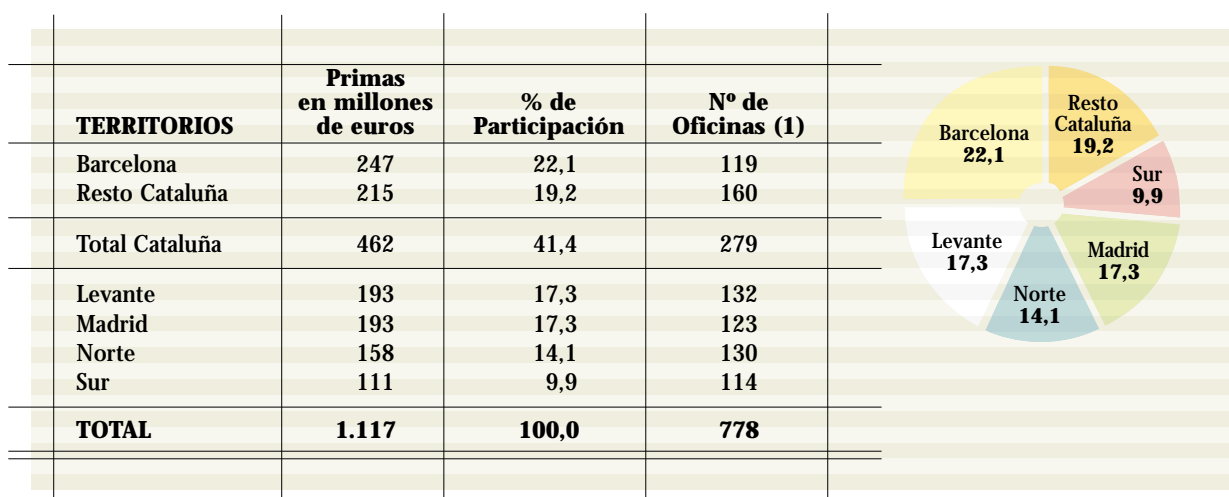 TERRITORIOS Primas en millones de euros % de Participación Nº de Oficinas (1)
Barcelona 247 22,1 119
Resto Cataluña 215 19,2 160
Total Cataluña 462 41,4 279
Levante 193 17,3 132
Madrid 193 17,3 123
Norte 158 14,1 130
Sur 111 9,9 114
TOTAL 1.117 100,0 778
Barcelona
22,1
Resto
Cataluña
19,2
Sur
9,9
Madrid
17,3
Norte
14,1
Levante
17,3